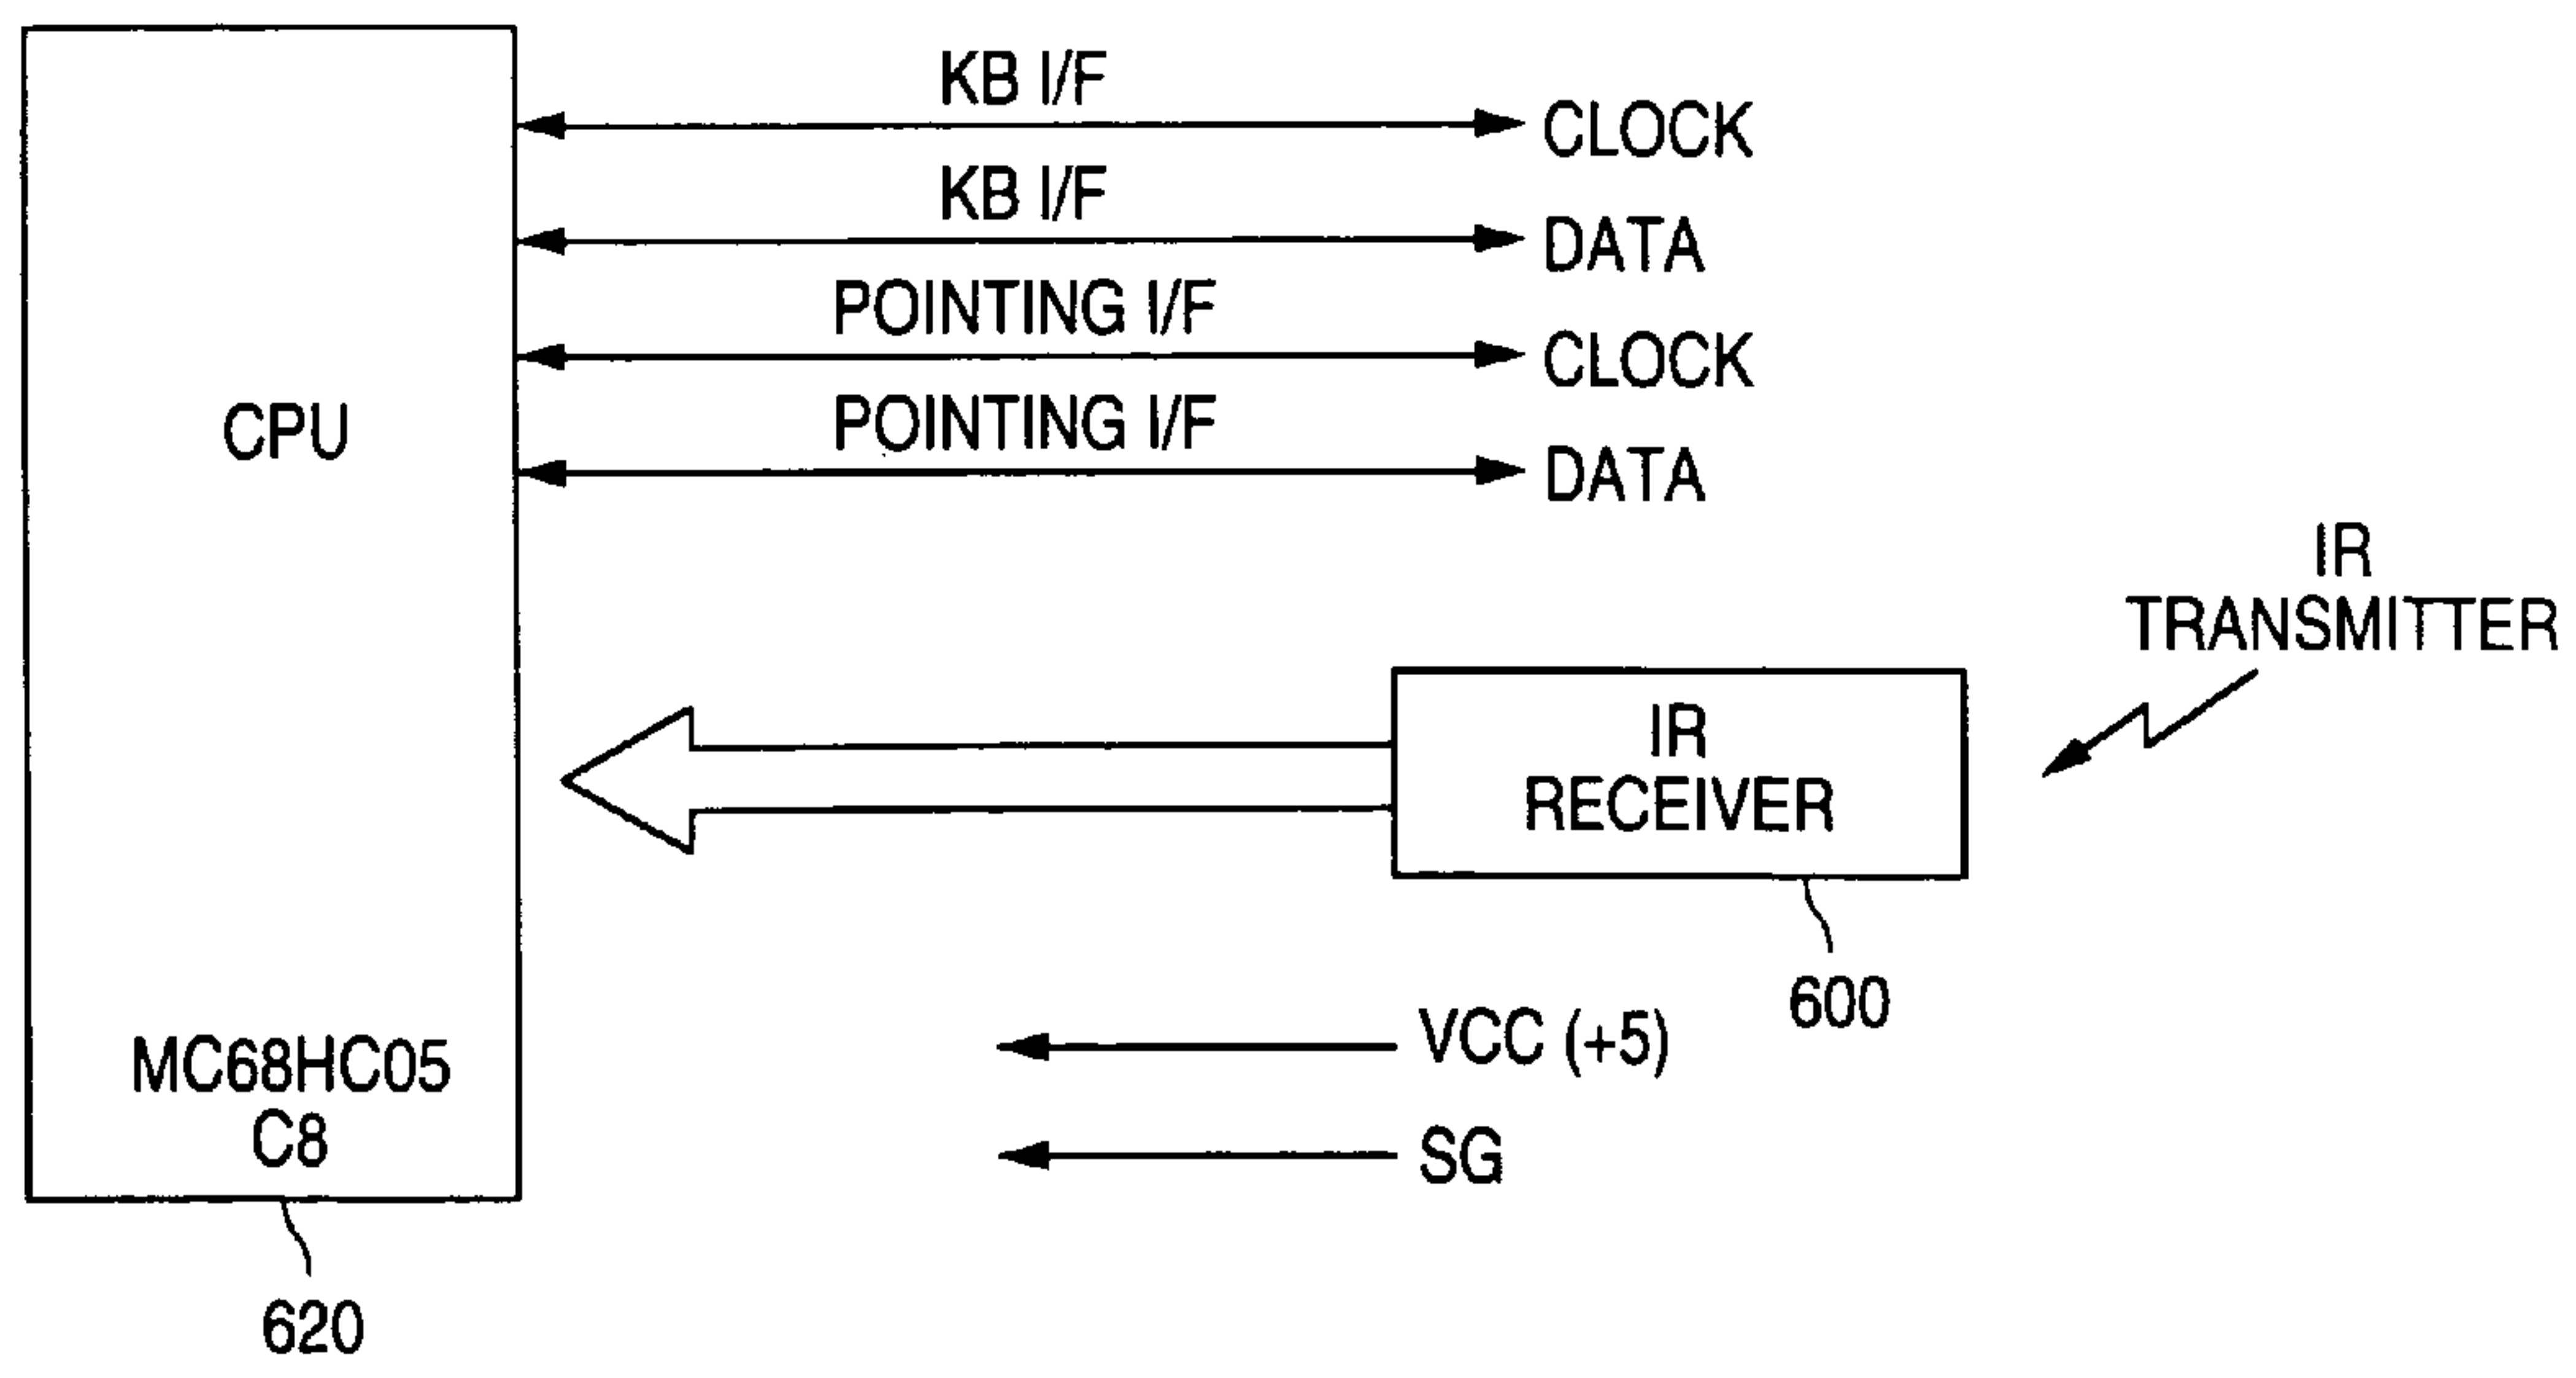 KB I/F
CLOCK
KB I/F
DATA
POINTING I/F
CLOCK
POINTING I/F
DATA
CPU
IR
TRANSMITTER
IR
RECEIVER
600
VCC (+5)
SG
MC68HC05
C8
620